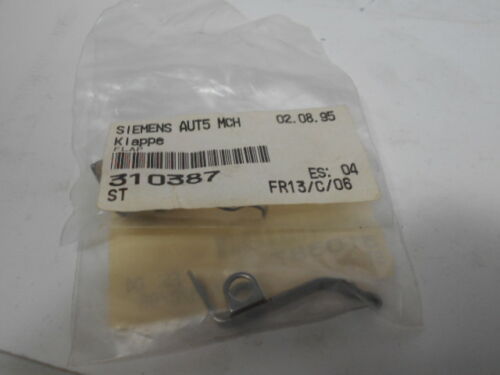 SIEMENS AUT5 MCH 02.08.95
Klappe
FLAP
310387 ES: 04
ST FR13/C/06